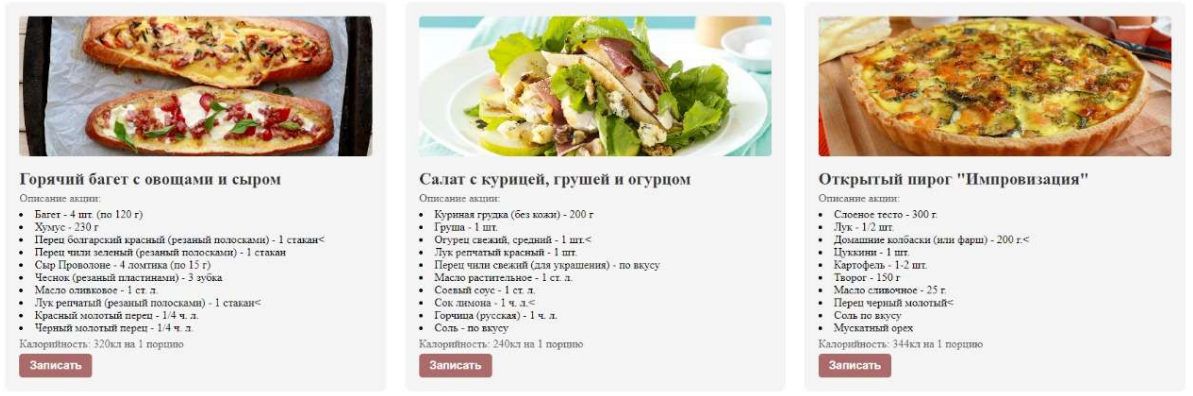 Горячий багет с овощами и сыром
Описание акции:
Багет - 4 шт. (по 120 г)
Хумус - 230 г
Перец болгарский красный (резаный полосками) - 1 стакан<
Перец чили зеленый (резаный полосками) - 1 стакан
Сыр Проволоне - 4 ломтика (по 15 г)
Чеснок (резаный пластинами) - 3 зубка
Масло оливковое - 1 ст. л.
Лук репчатый (резаный полосками) - 1 стакан<
Красный молотый перец - 1/4 ч. л.
Черный молотый перец - 1/4 ч. л.
Калорийность: 320кл на 1 порцию
Записать
Салат с курицей, грушей и огурцом
Описание акции:
Куриная грудка (без кожи) - 200 г
Груша - 1 шт.
Огурец свежий, средний - 1 шт.<
Лук репчатый красный - 1 шт.
Перец чили свежий (для украшения) - по вкусу
Масло растительное - 1 ст. л.
Соевый соус - 1 ст. л.
Сок лимона - 1 ч. л.<
Горчица (русская) - 1 ч. л.
Соль - по вкусу
Калорийность: 240кл на 1 порцию
Записать
Открытый пирог "Импровизация"
Описание акции:
Слоеное тесто - 300 г.
Лук - 1/2 шт.
Домашние колбаски (или фарш) - 200 г.<
Цуккини - 1 шт.
Картофель - 1-2 шт.
Творог - 150 г
Масло сливочное - 25 г.
Перец черный молотый<
Соль по вкусу
Мускатный орех
Калорийность: 344кл на 1 порцию
Записать